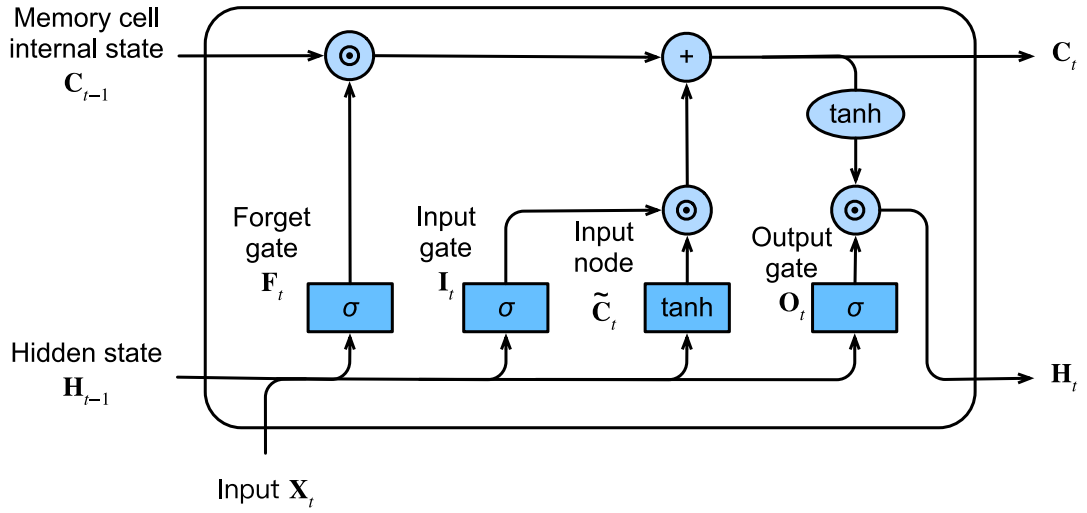 Memory cell
internal state
C_{t-1}
⊙
+
C_t
tanh
⊙
⊙
Forget
gate
F_t
Input
gate
I_t
Input
node
C̃_t
Output
gate
O_t
σ
σ
tanh
σ
Hidden state
H_{t-1}
H_t
Input X_t